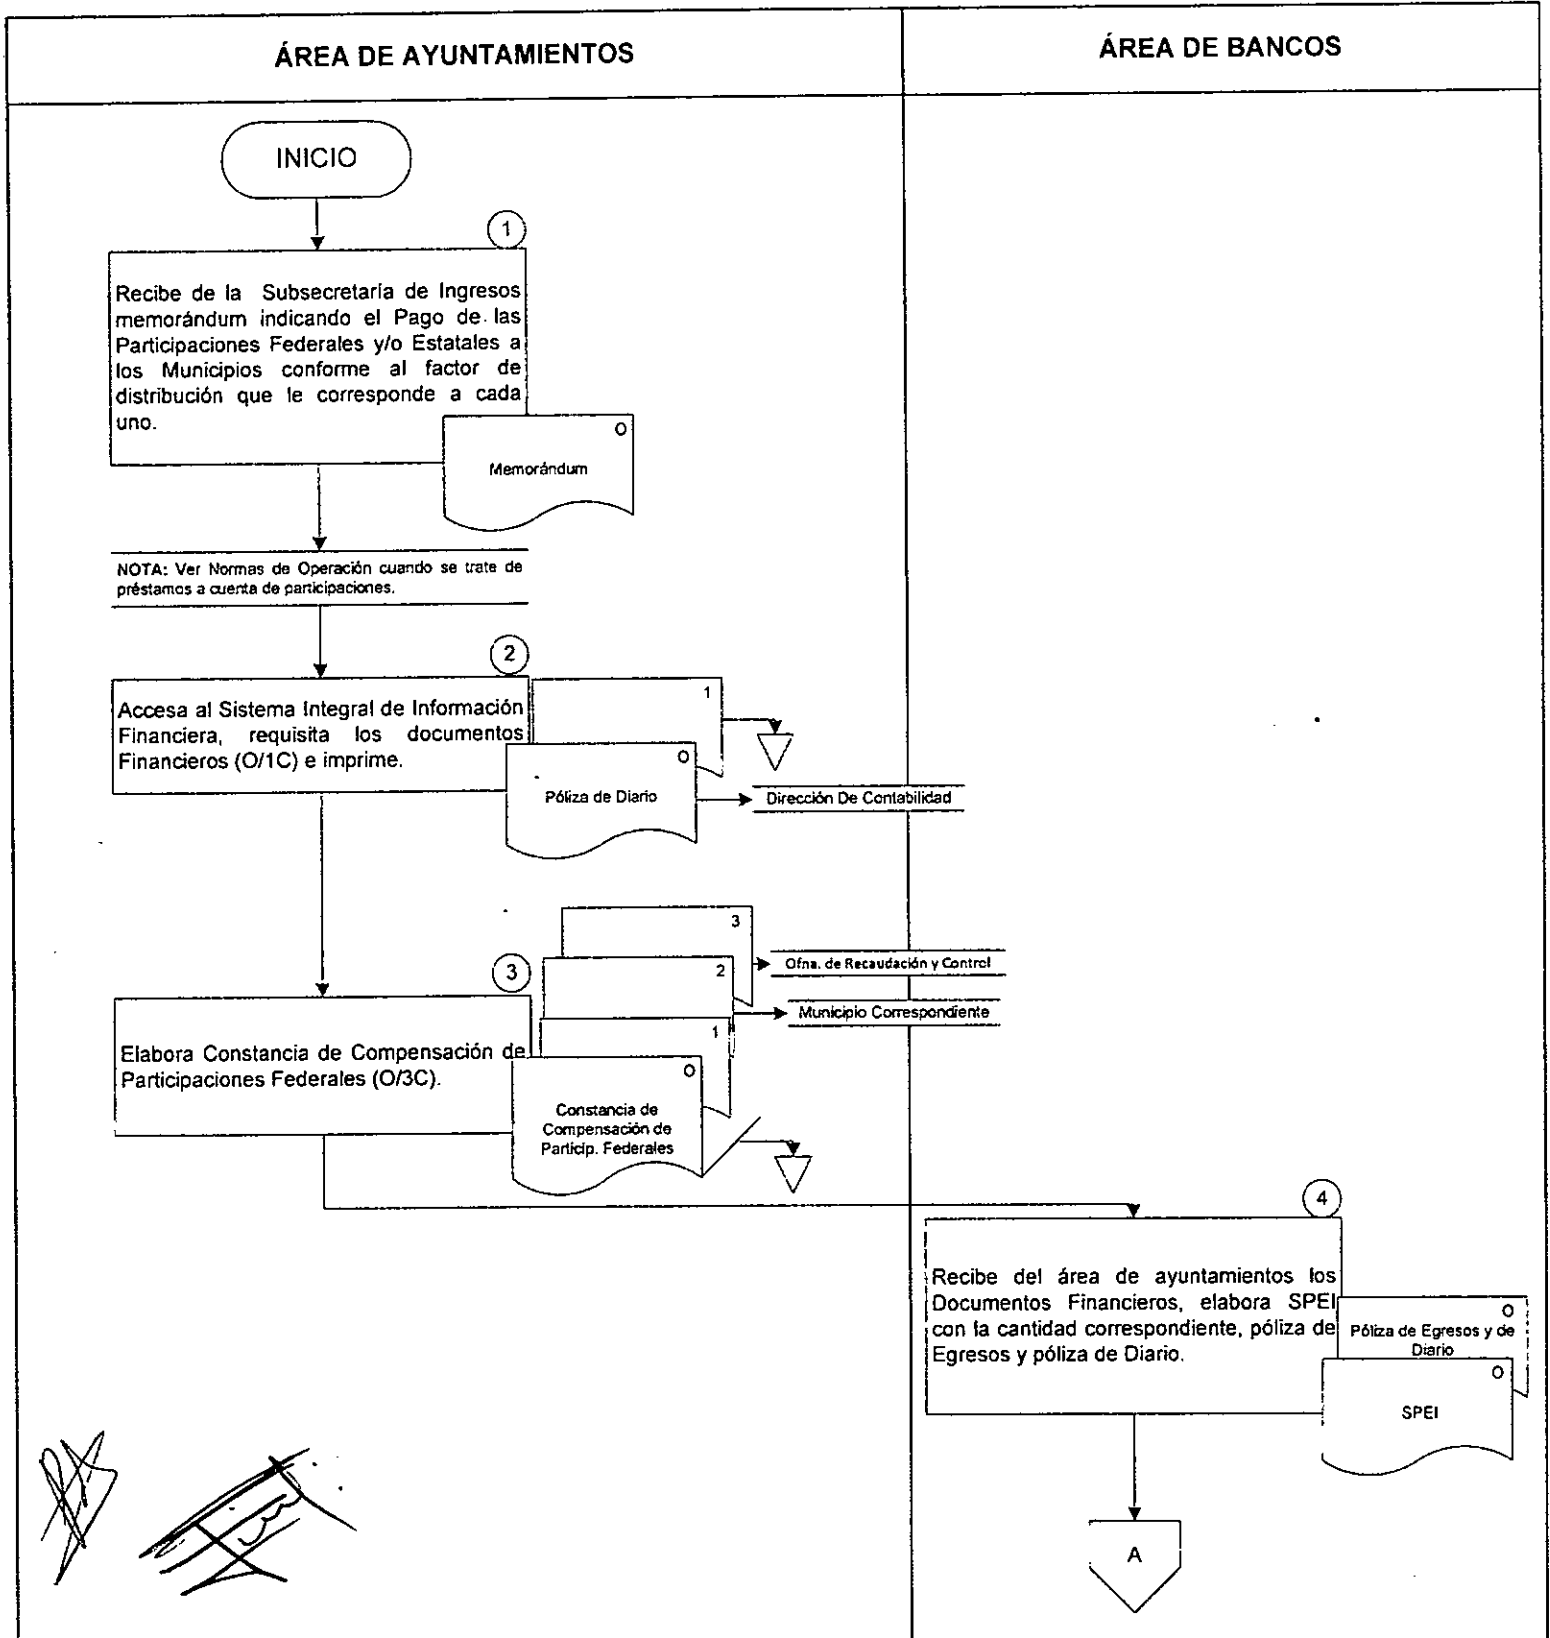 ÁREA DE AYUNTAMIENTOS
ÁREA DE BANCOS
INICIO
1
Recibe de la Subsecretaría de Ingresos
memorándum indicando el Pago de las
Participaciones Federales y/o Estatales a
los Municipios conforme al factor de
distribución que le corresponde a cada
uno.
O
Memorándum
NOTA: Ver Normas de Operación cuando se trate de
préstamos a cuenta de participaciones.
2
Accesa al Sistema Integral de Información
Financiera, requisita los documentos
Financieros (O/1C) e imprime.
1
O
Póliza de Diario
Dirección De Contabilidad
3
Ofna. de Recaudación y Control
3
2
Municipio Correspondiente
1
Elabora Constancia de Compensación de
Participaciones Federales (O/3C).
O
Constancia de
Compensación de
Particip. Federales
4
Recibe del área de ayuntamientos los
Documentos Financieros, elabora SPEI
con la cantidad correspondiente, póliza de
Egresos y póliza de Diario.
O
Póliza de Egresos y de
Diario
O
SPEI
A